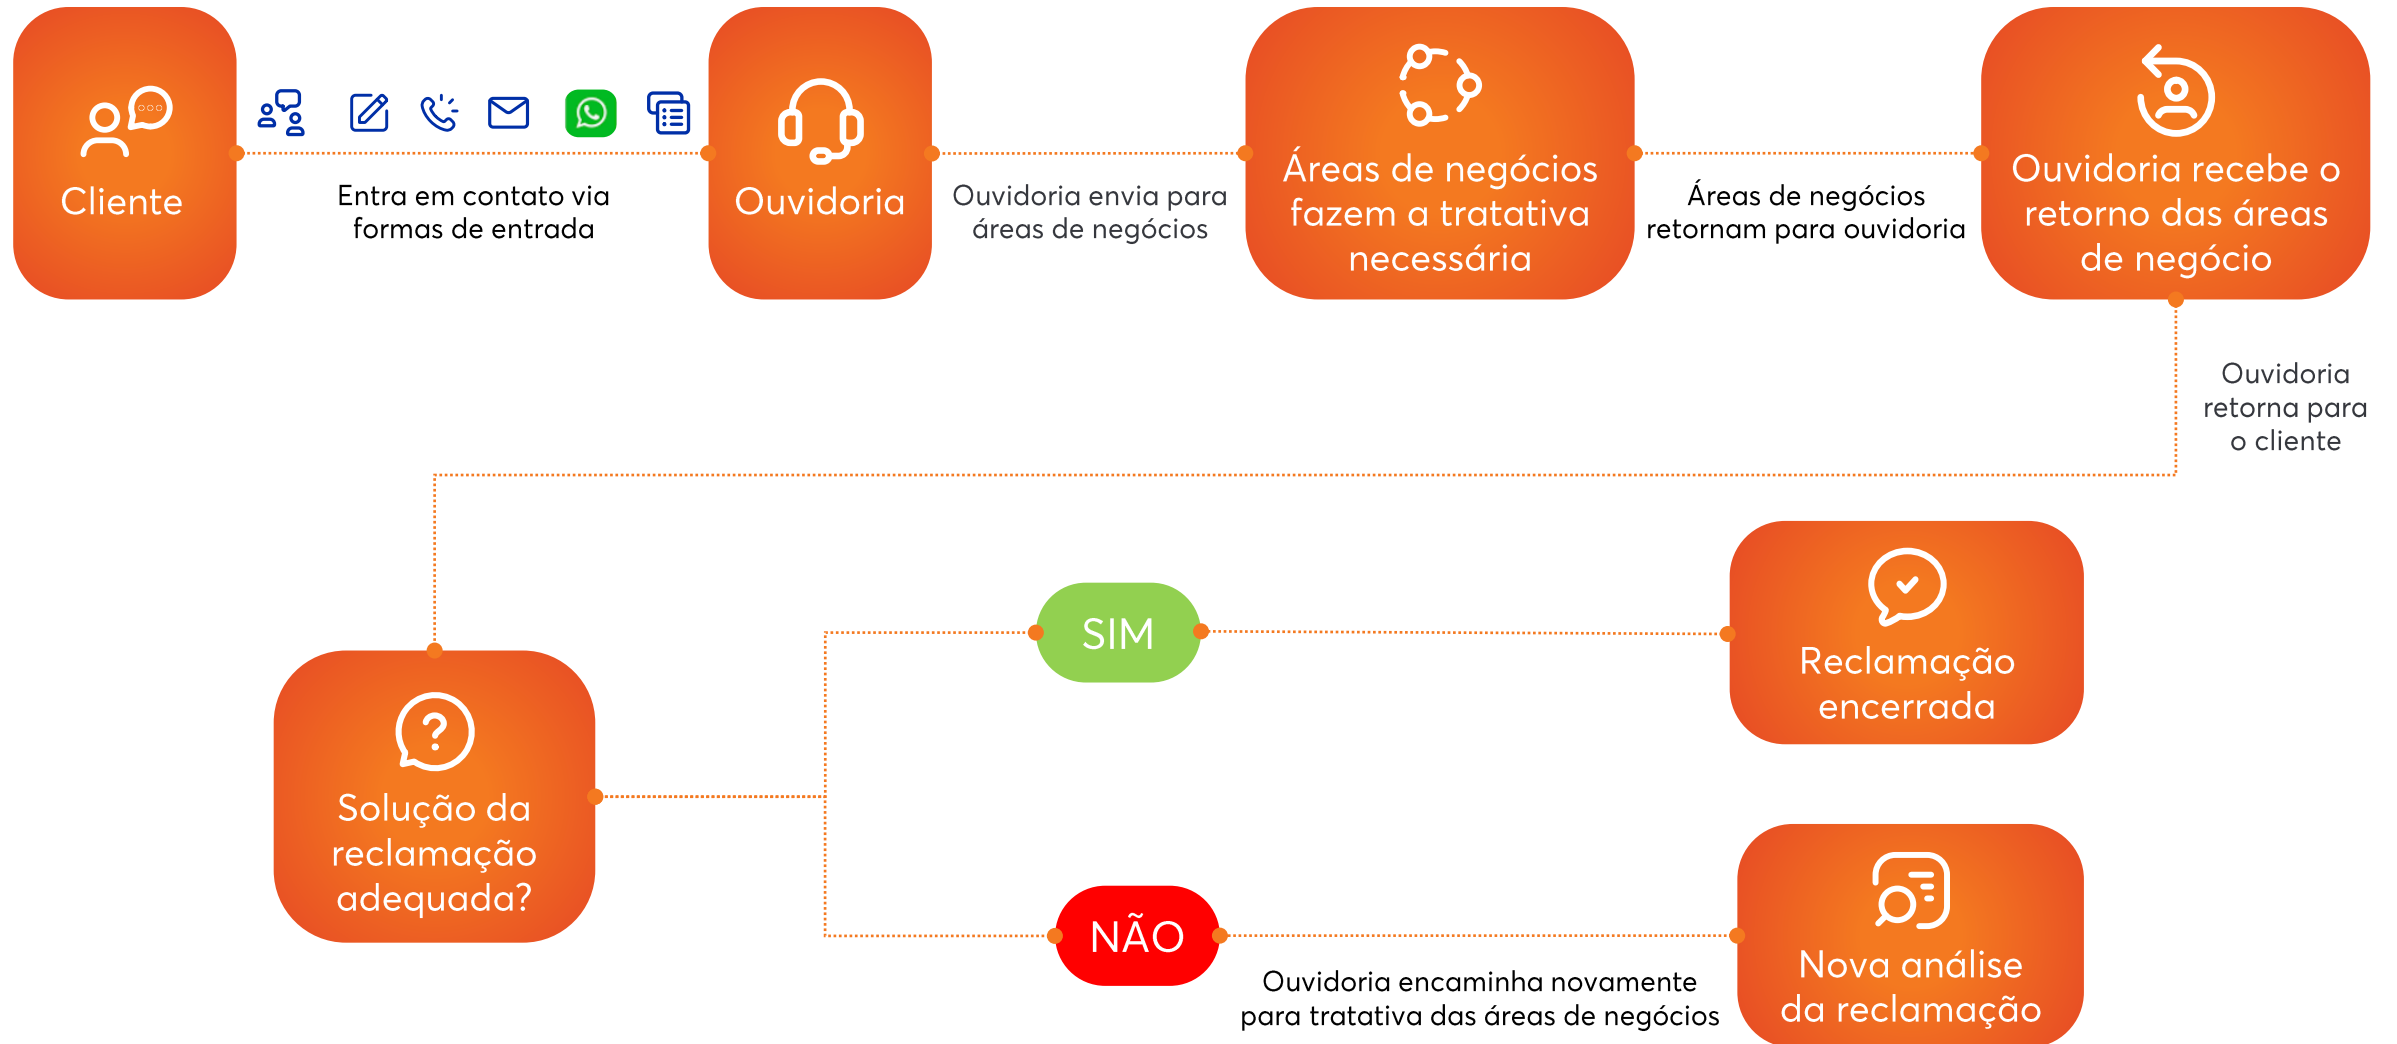 Cliente
Entra em contato via
formas de entrada
Ouvidoria
Ouvidoria envia para
áreas de negócios
Áreas de negócios
fazem a tratativa
necessária
Áreas de negócios
retornam para ouvidoria
Ouvidoria recebe o
retorno das áreas
de negócio
Ouvidoria
retorna para
o cliente
Solução da
reclamação
adequada?
SIM
Reclamação
encerrada
NÃO
Ouvidoria encaminha novamente
para tratativa das áreas de negócios
Nova análise
da reclamação